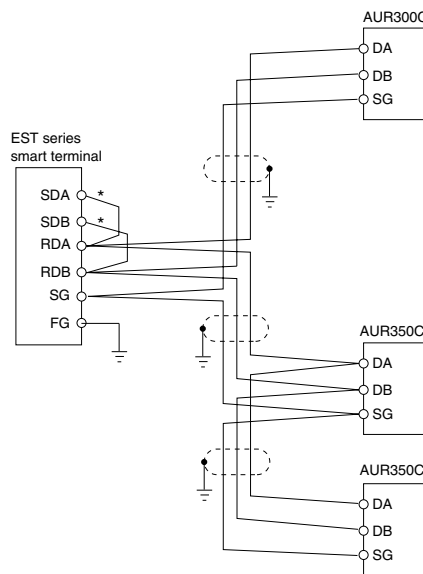 AUR300C
DA
DB
SG
EST series
smart terminal
SDA *
SDB *
RDA
RDB
SG
FG
AUR350C
DA
DB
SG
AUR350C
DA
DB
SG